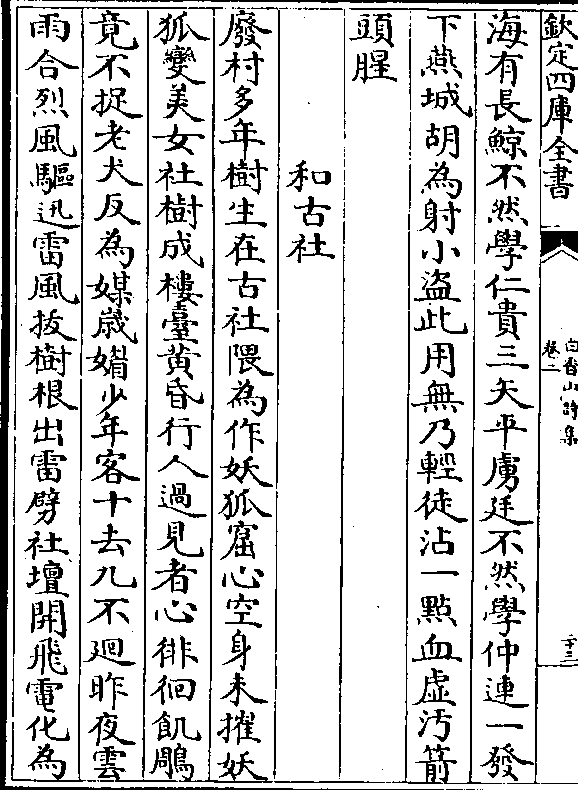 欽定四庫全書
白香山詩集
卷二
二十三
海有長鯨不然學仁貴三矢平虜廷不然學仲連一發
下燕城胡為射小盜此用無乃輕徒沾一點血虛汚箭
頭腥
和古社
廢村多年樹生在古社隈為作妖狐窟心空身未摧妖
狐變美女社樹成樓臺黄昏行人過見者心徘徊飢鵰
竟不捉老犬反為媒歲媚少年客十去九不廻昨夜雲
雨合烈風驅迅雷風拔樹根出雷劈社壇開飛電化為